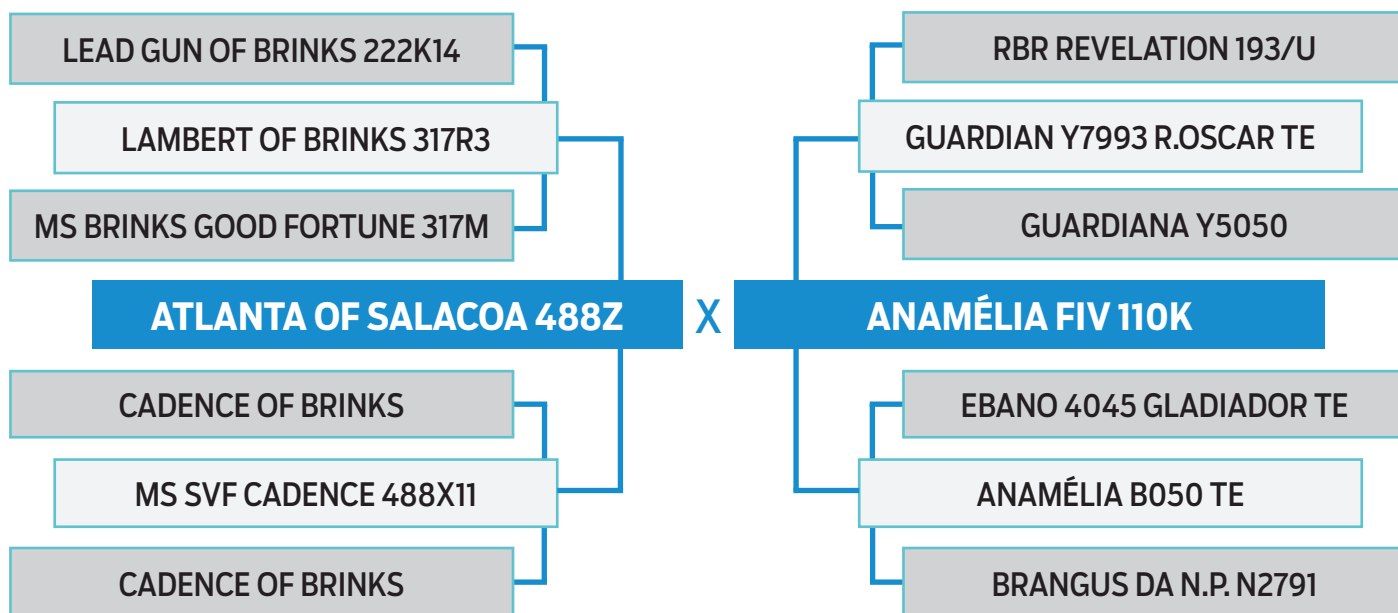 LEAD GUN OF BRINKS 222K14
LAMBERT OF BRINKS 317R3
MS BRINKS GOOD FORTUNE 317M
ATLANTA OF SALACOA 488Z
CADENCE OF BRINKS
MS SVF CADENCE 488X11
CADENCE OF BRINKS
X
RBR REVELATION 193/U
GUARDIAN Y7993 R.OSCAR TE
GUARDIANA Y5050
ANAMÉLIA FIV 110K
EBANO 4045 GLADIADOR TE
ANAMÉLIA B050 TE
BRANGUS DA N.P. N2791